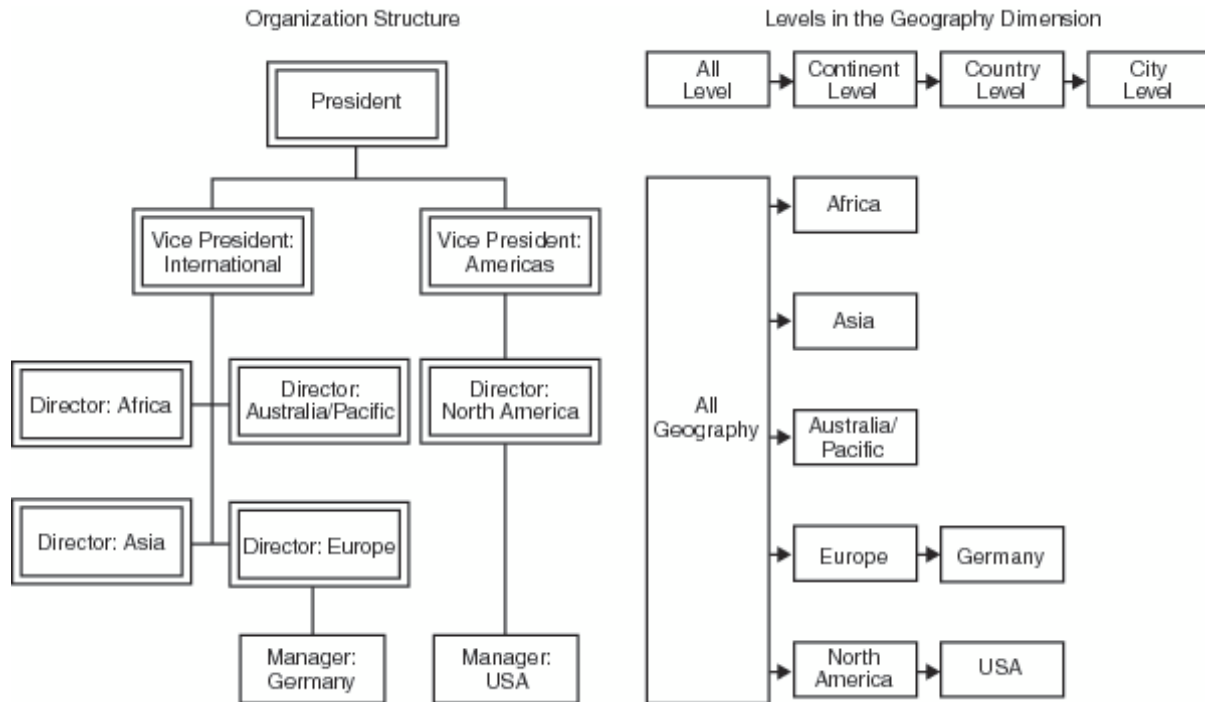 Organization Structure
President
Vice President:
International
Vice President:
Americas
Director: Africa
Director:
Australia/Pacific
Director:
North America
Director: Asia
Director: Europe
Manager:
Germany
Manager:
USA
Levels in the Geography Dimension
All
Level
Continent
Level
Country
Level
City
Level
All
Geography
Africa
Asia
Australia/
Pacific
Europe
Germany
North
America
USA